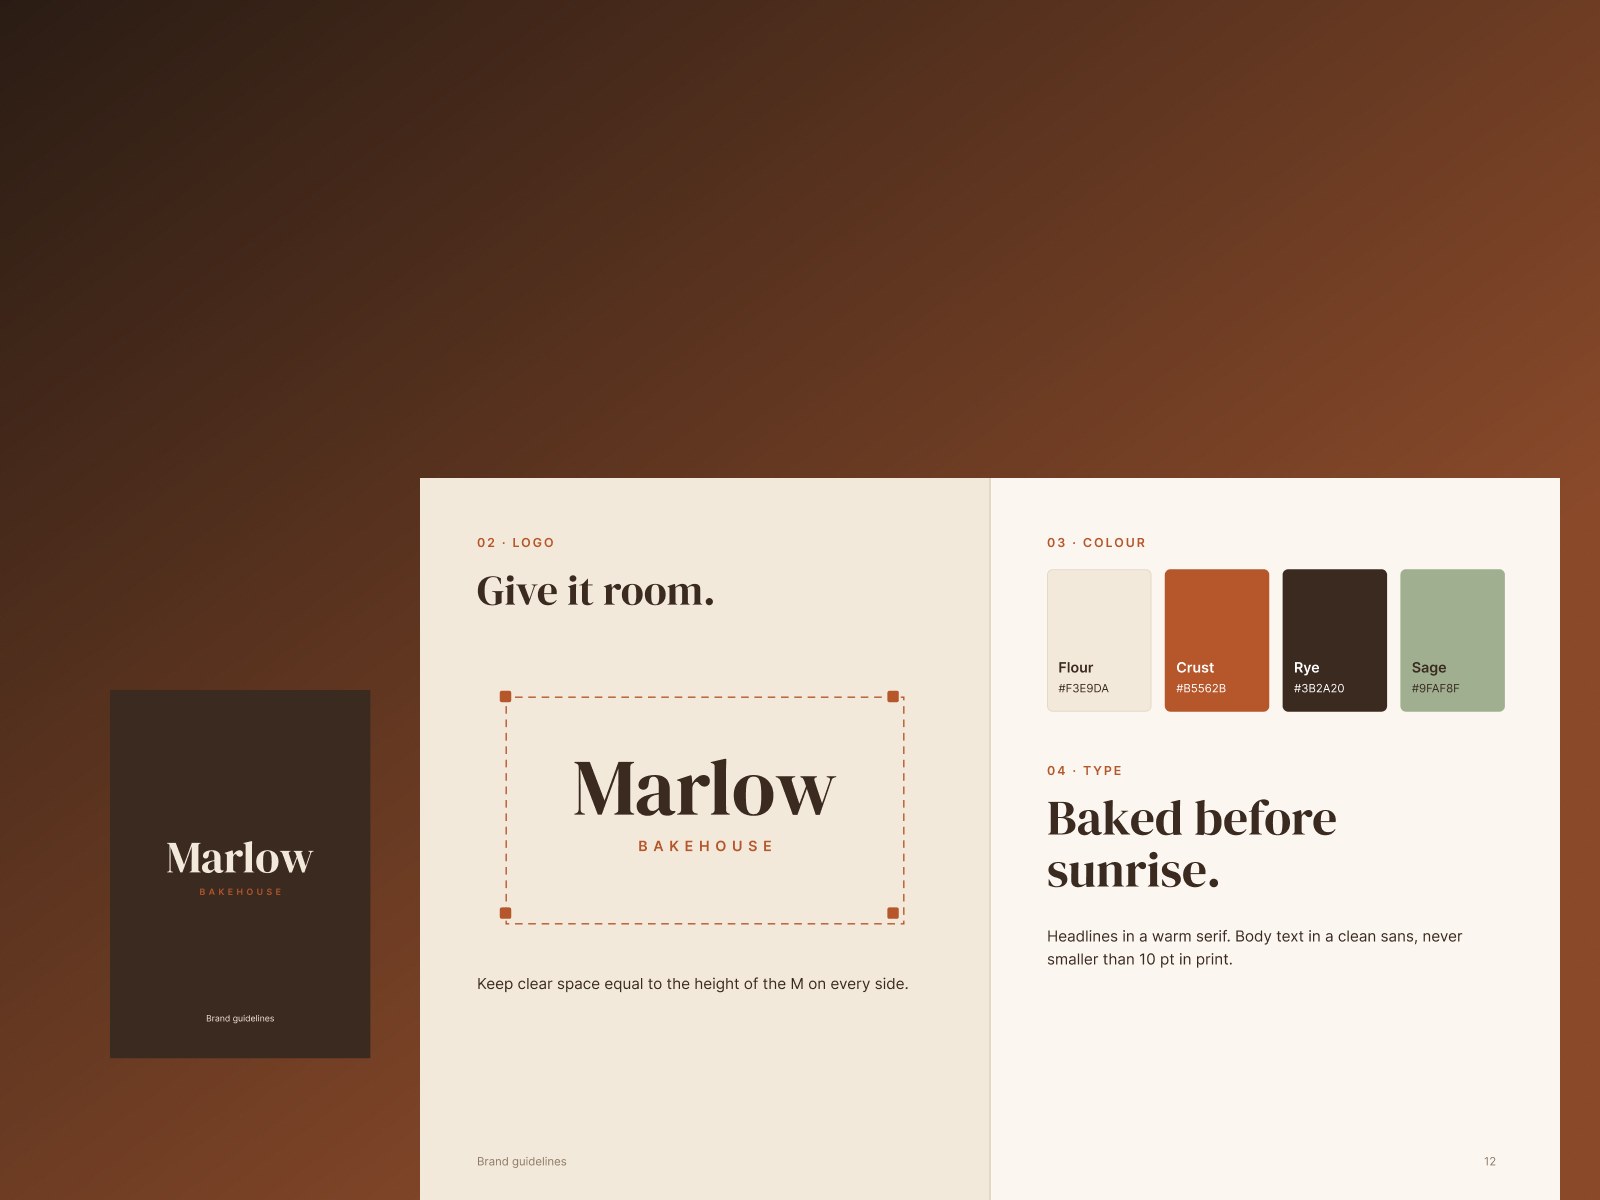 Marlow
BAKEHOUSE
Brand guidelines
02 · LOGO
Give it room.
Marlow
BAKEHOUSE
Keep clear space equal to the height of the M on every side.
Brand guidelines
03 · COLOUR
Flour
#F3E9DA
Crust
#B5562B
Rye
#3B2A20
Sage
#9FAF8F
04 · TYPE
Baked before
sunrise.
Headlines in a warm serif. Body text in a clean sans, never
smaller than 10 pt in print.
12